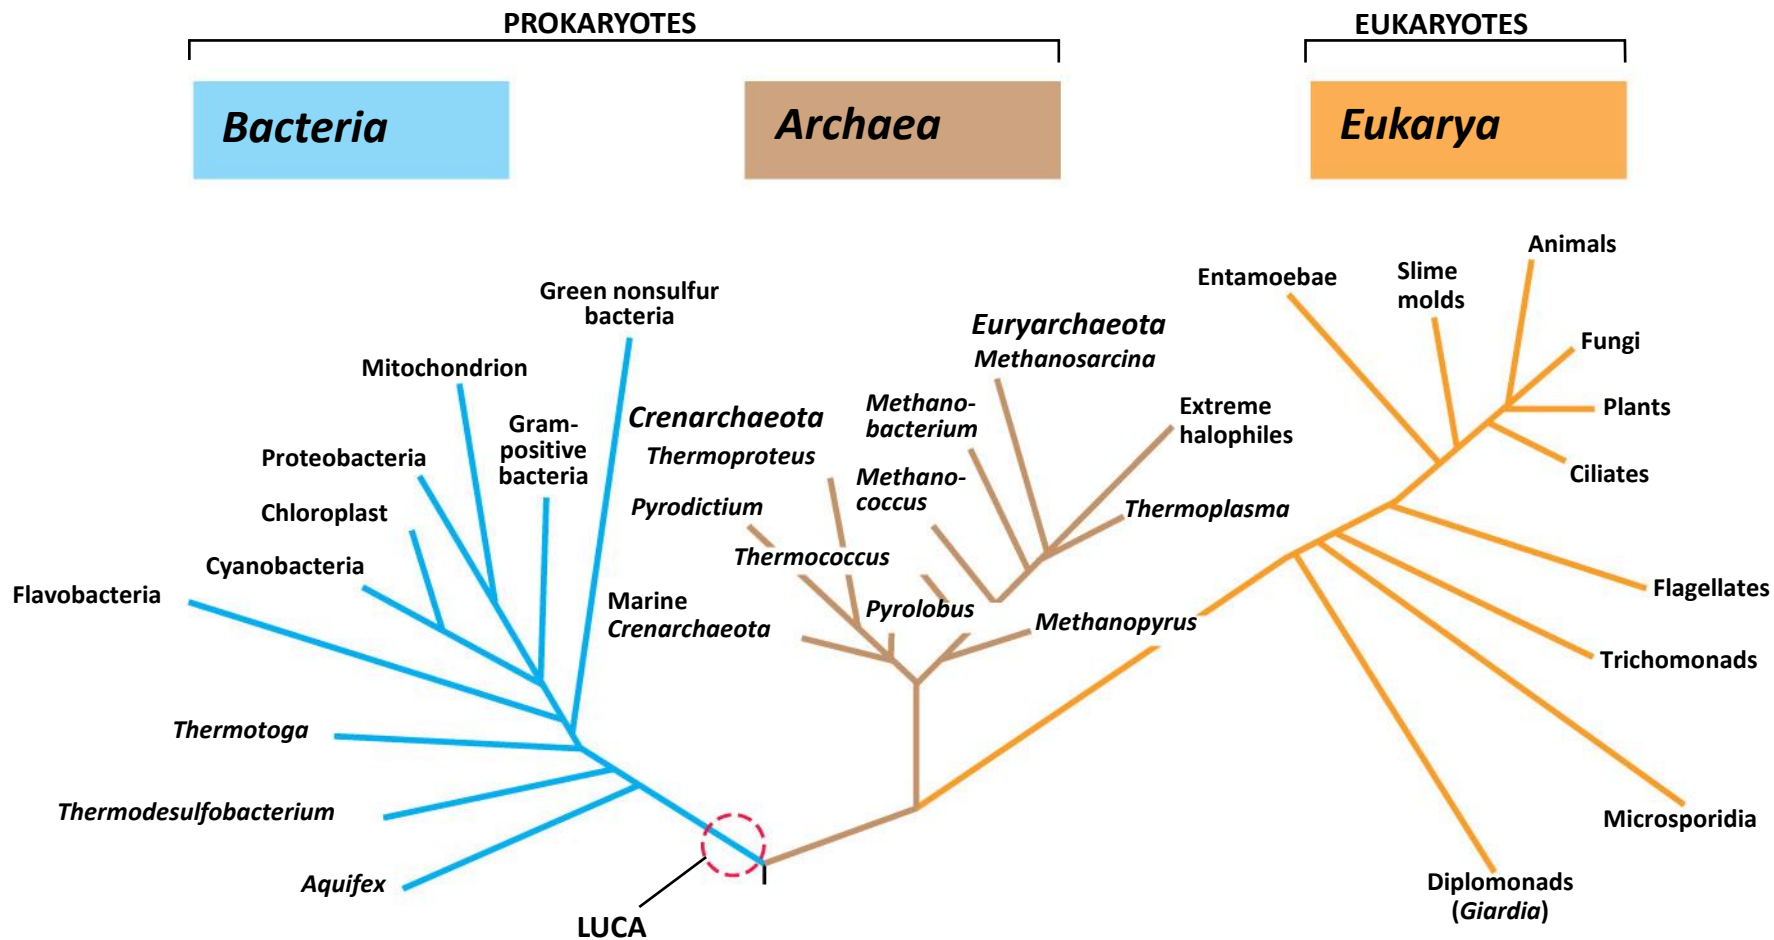 PROKARYOTES
EUKARYOTES
Bacteria
Archaea
Eukarya
Green nonsulfur
bacteria
Mitochondrion
Gram-
positive
bacteria
Proteobacteria
Chloroplast
Cyanobacteria
Flavobacteria
Thermotoga
Thermodesulfobacterium
Aquifex
LUCA
Crenarchaeota
Thermoproteus
Pyrodictium
Thermococcus
Marine
Crenarchaeota
Pyrolobus
Euryarchaeota
Methanosarcina
Methano-
bacterium
Methano-
coccus
Extreme
halophiles
Thermoplasma
Methanopyrus
Entamoebae
Slime
molds
Animals
Fungi
Plants
Ciliates
Flagellates
Trichomonads
Microsporidia
Diplomonads
(Giardia)